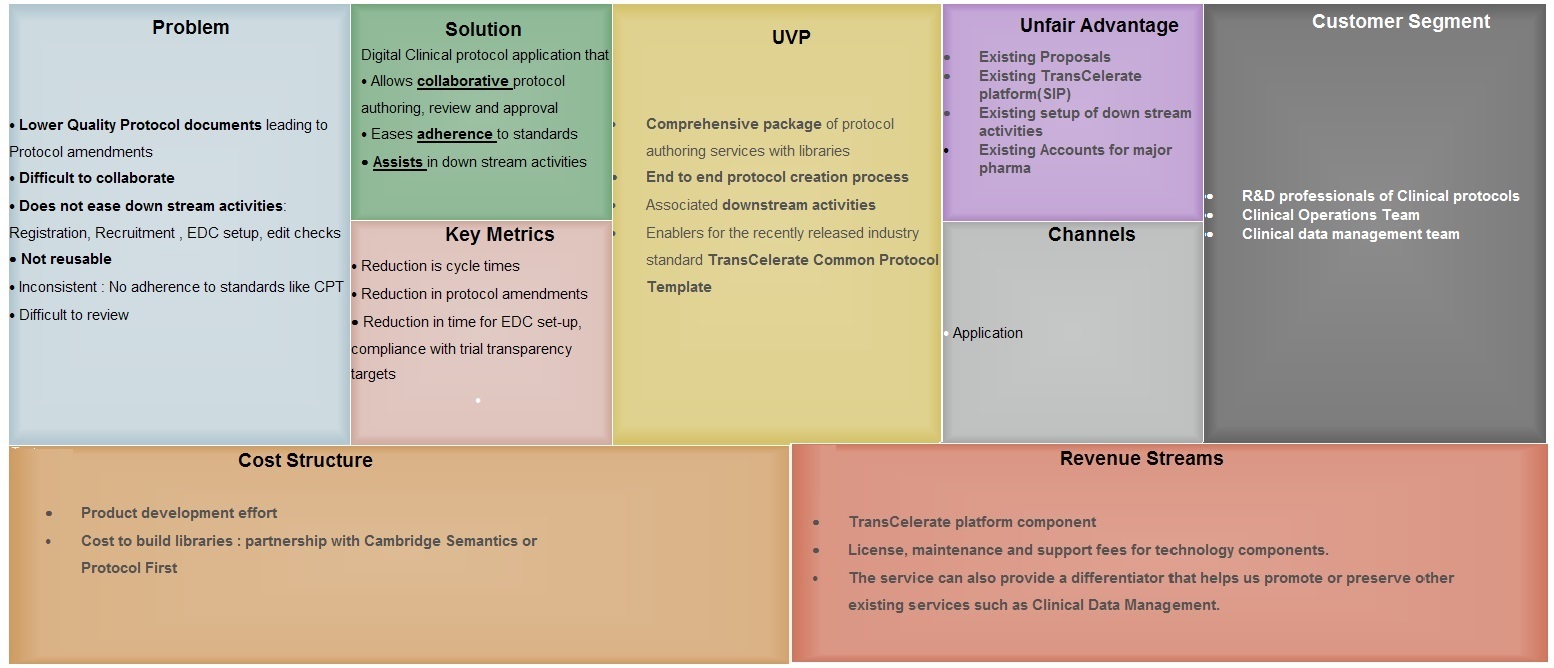 Problem
• Lower Quality Protocol documents leading to
Protocol amendments
• Difficult to collaborate
• Does not ease down stream activities:
Registration, Recruitment , EDC setup, edit checks
• Not reusable
• Inconsistent : No adherence to standards like CPT
• Difficult to review
Solution
Digital Clinical protocol application that
• Allows collaborative protocol
authoring, review and approval
• Eases adherence to standards
• Assists in down stream activities
Key Metrics
• Reduction is cycle times
• Reduction in protocol amendments
• Reduction in time for EDC set-up,
compliance with trial transparency
targets
•
UVP
• Comprehensive package of protocol
authoring services with libraries
• End to end protocol creation process
• Associated downstream activities
• Enablers for the recently released industry
standard TransCelerate Common Protocol
Template
Unfair Advantage
• Existing Proposals
• Existing TransCelerate
platform(SIP)
• Existing setup of down stream
activities
• Existing Accounts for major
pharma
Channels
• Application
Customer Segment
• R&D professionals of Clinical protocols
• Clinical Operations Team
• Clinical data management team
Cost Structure
• Product development effort
• Cost to build libraries : partnership with Cambridge Semantics or
Protocol First
Revenue Streams
• TransCelerate platform component
• License, maintenance and support fees for technology components.
• The service can also provide a differentiator that helps us promote or preserve other
existing services such as Clinical Data Management.